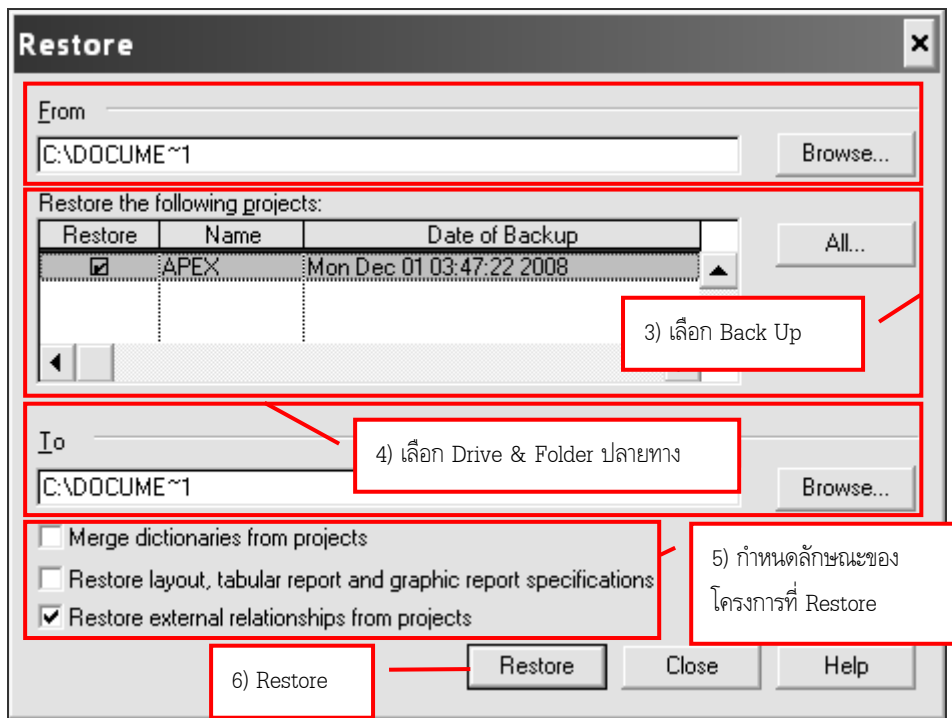 Restore
From
C:\DOCUME~1
Browse...
Restore the following projects:
Restore Name Date of Backup
All...
APEX Mon Dec 01 03:47:22 2008
3) เลือก Back Up
To
4) เลือก Drive & Folder ปลายทาง
C:\DOCUME~1
Browse...
Merge dictionaries from projects
Restore layout, tabular report and graphic report specifications
Restore external relationships from projects
5) กำหนดลักษณะของ
โครงการที่ Restore
6) Restore
Restore
Close
Help